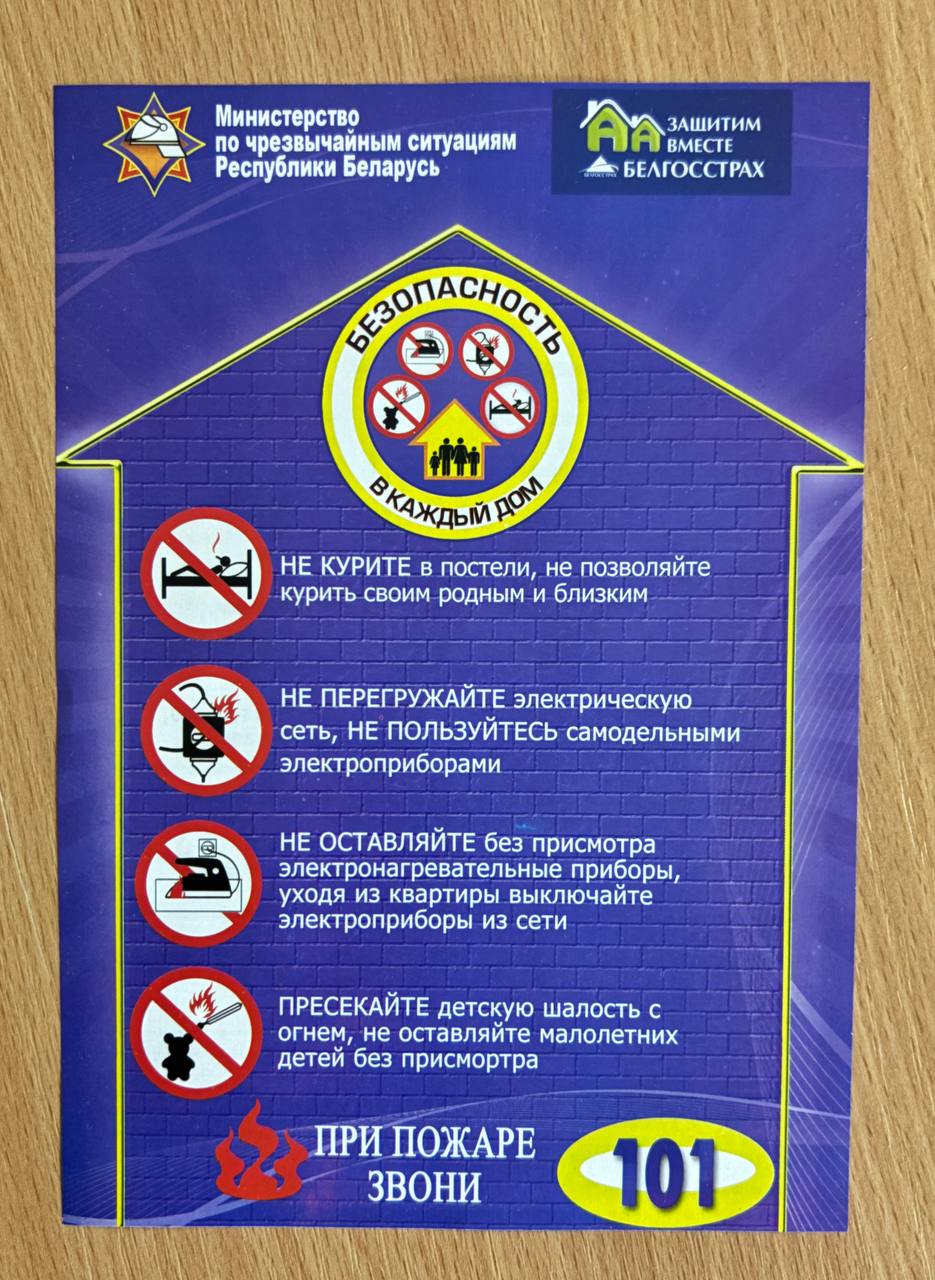 Министерство
по чрезвычайным ситуациям
Республики Беларусь
ЗАЩИТИМ
ВМЕСТЕ
БЕЛГОССТРАХ
БЕЛГОССТРАХ
БЕЗОПАСНОСТЬ
В КАЖДЫЙ ДОМ
НЕ КУРИТЕ в постели, не позволяйте
курить своим родным и близким
НЕ ПЕРЕГРУЖАЙТЕ электрическую
сеть, НЕ ПОЛЬЗУЙТЕСЬ самодельными
электроприборами
НЕ ОСТАВЛЯЙТЕ без присмотра
электронагревательные приборы,
уходя из квартиры выключайте
электроприборы из сети
ПРЕСЕКАЙТЕ детскую шалость с
огнем, не оставляйте малолетних
детей без присмортра
ПРИ ПОЖАРЕ
ЗВОНИ
101